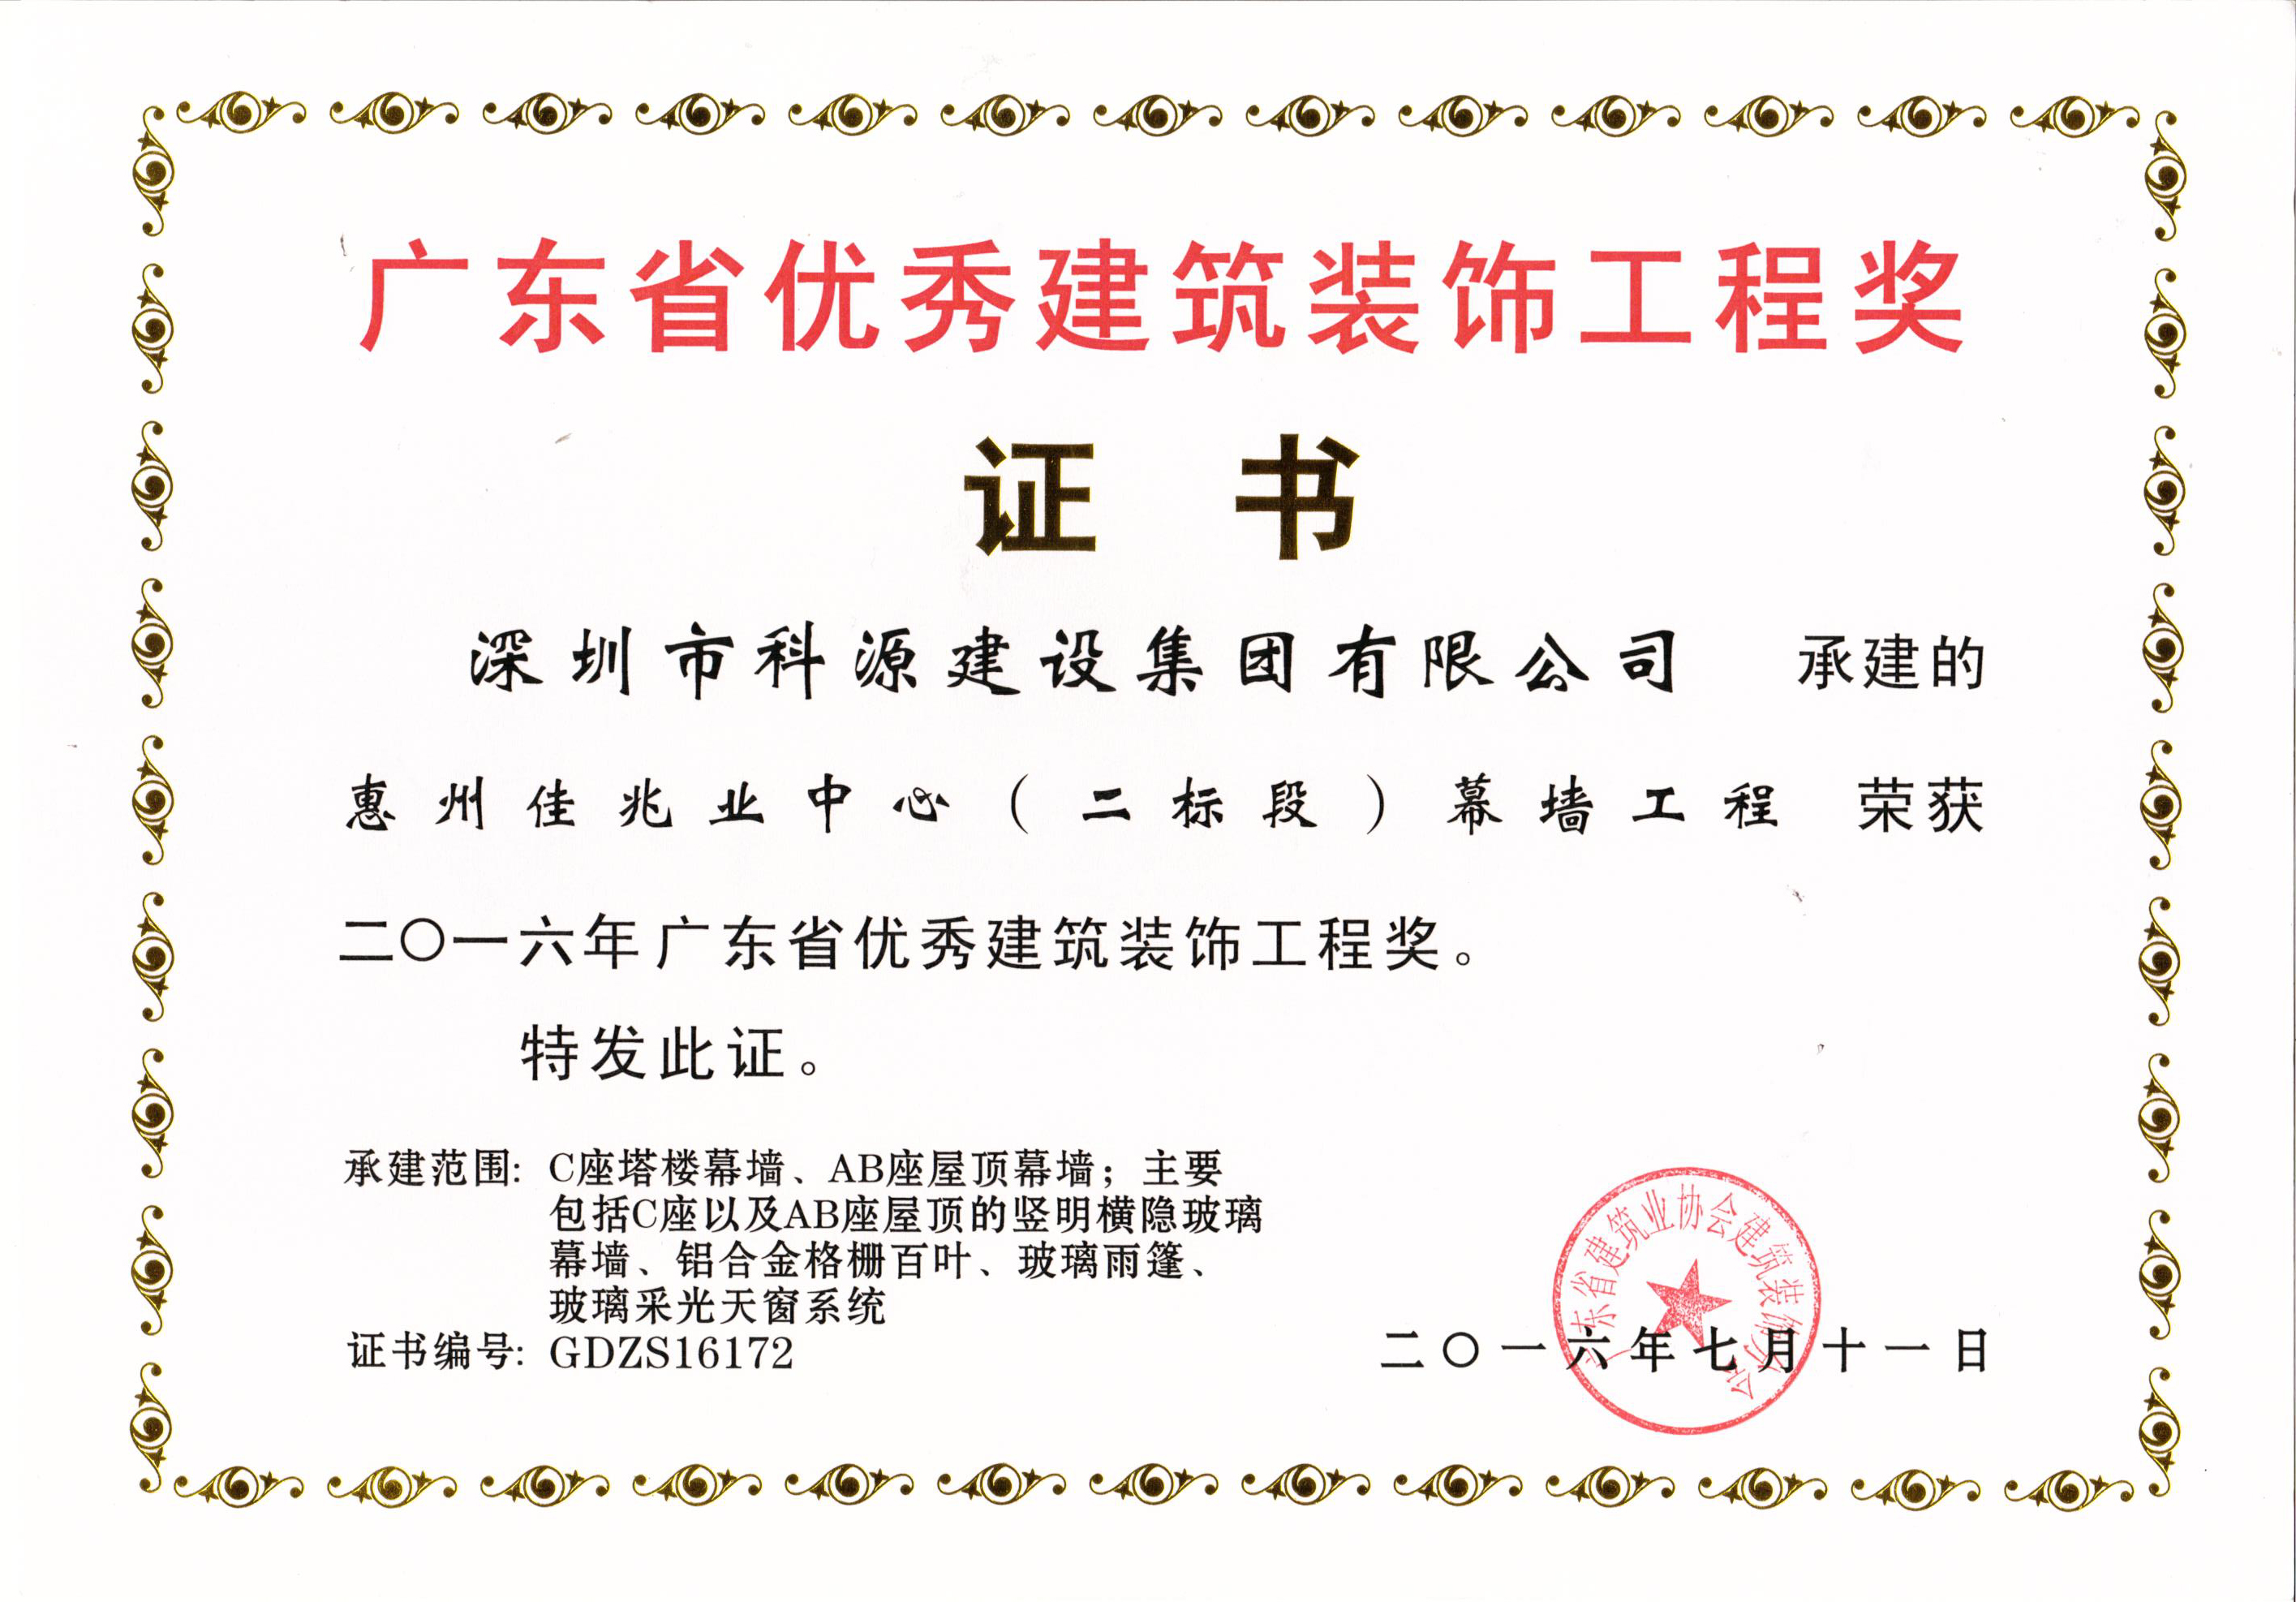 广东省优秀建筑装饰工程奖
证 书
深圳市科源建设集团有限公司 承建的
惠州佳兆业中心(二标段)幕墙工程 荣获
二〇一六年广东省优秀建筑装饰工程奖。
特发此证。
承建范围: C座塔楼幕墙、AB座屋顶幕墙；主要
包括C座以及AB座屋顶的竖明横隐玻璃
幕墙、铝合金格栅百叶、玻璃雨篷、
玻璃采光天窗系统
证书编号: GDZS16172
广东省建筑业协会建筑装饰分会
二〇一六年七月十一日